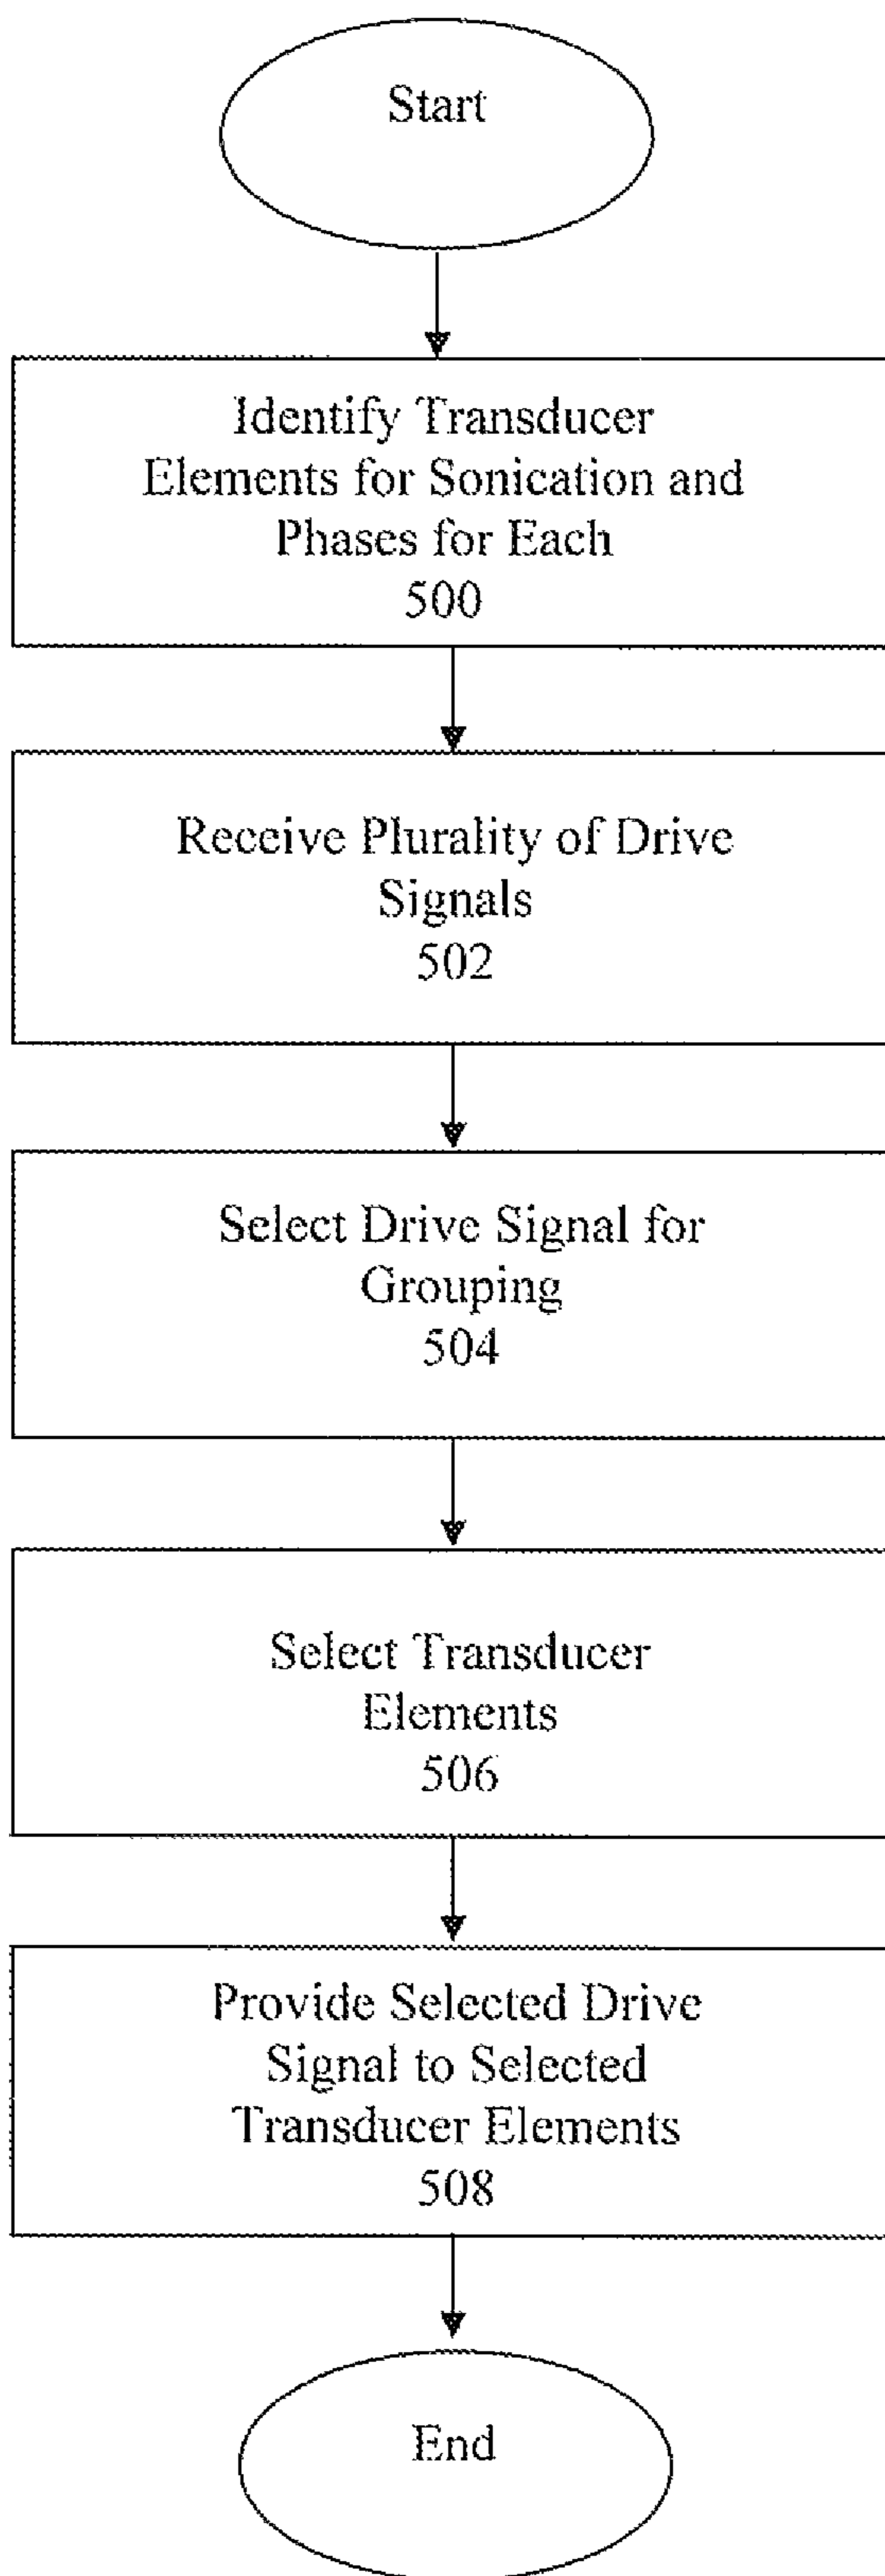 Start
Identify Transducer
Elements for Sonication and
Phases for Each
500
Receive Plurality of Drive
Signals
502
Select Drive Signal for
Grouping
504
Select Transducer
Elements
506
Provide Selected Drive
Signal to Selected
Transducer Elements
508
End